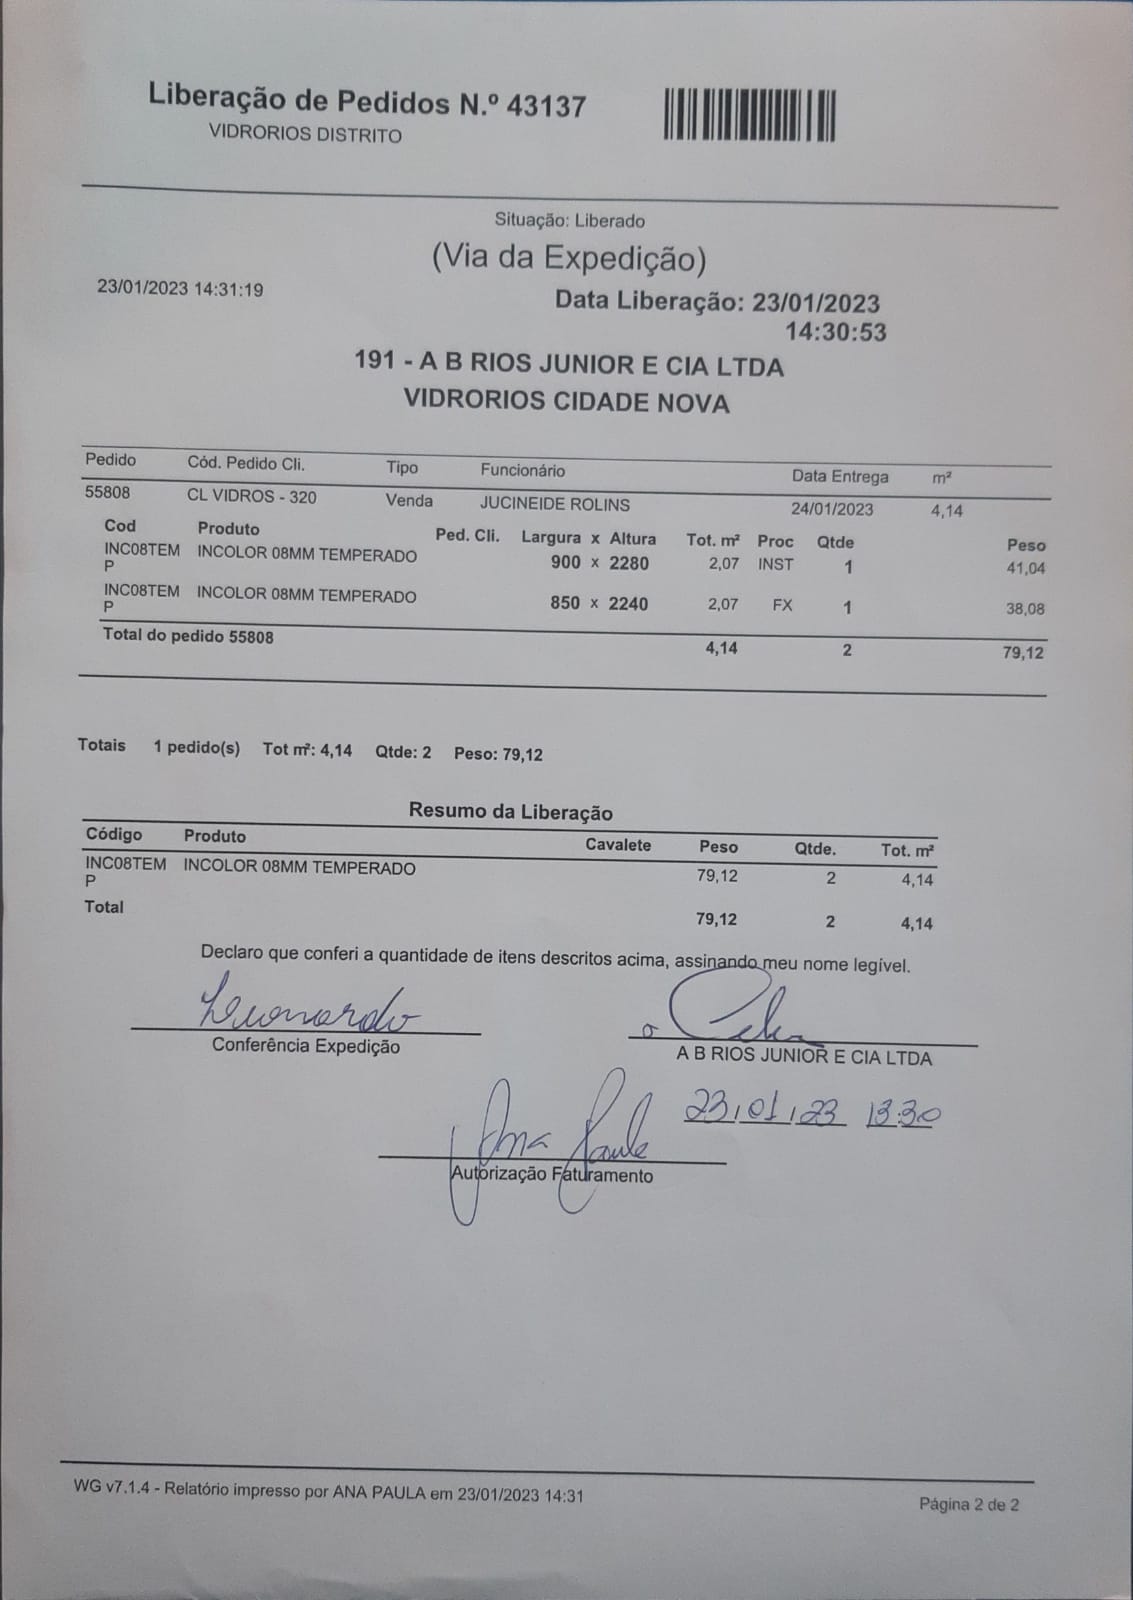 Liberação de Pedidos N.º 43137
VIDRORIOS DISTRITO
Situação: Liberado
(Via da Expedição)
23/01/2023 14:31:19
Data Liberação: 23/01/2023
14:30:53
191 - A B RIOS JUNIOR E CIA LTDA
VIDRORIOS CIDADE NOVA
Pedido Cód. Pedido Cli. Tipo Funcionário Data Entrega m²
55808 CL VIDROS - 320 Venda JUCINEIDE ROLINS 24/01/2023 4,14
Cod Produto Ped. Cli. Largura x Altura Tot. m² Proc Qtde Peso
INC08TEM INCOLOR 08MM TEMPERADO 900 x 2280 2,07 INST 1 41,04
P
INC08TEM INCOLOR 08MM TEMPERADO 850 x 2240 2,07 FX 1 38,08
P
Total do pedido 55808 4,14 2 79,12
Totais 1 pedido(s) Tot m²: 4,14 Qtde: 2 Peso: 79,12
Resumo da Liberação
Código Produto Cavalete Peso Qtde. Tot. m²
INC08TEM INCOLOR 08MM TEMPERADO 79,12 2 4,14
P
Total 79,12 2 4,14
Declaro que conferi a quantidade de itens descritos acima, assinando meu nome legível.
Leonardo
Conferência Expedição
A B RIOS JUNIOR E CIA LTDA
23/01/23 13:30
Ana Paula
Autorização Faturamento
WG v7.1.4 - Relatório impresso por ANA PAULA em 23/01/2023 14:31
Página 2 de 2